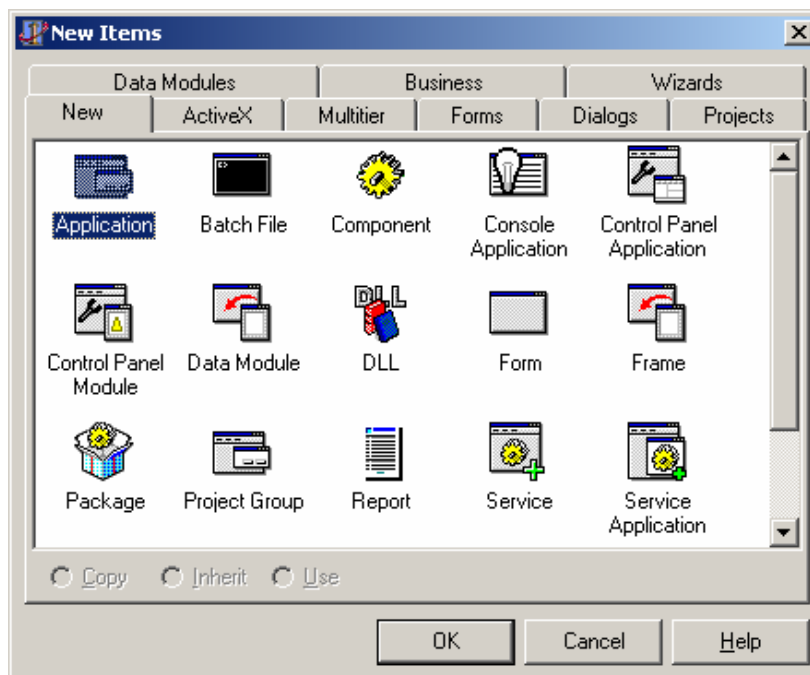 New Items
Data Modules Business Wizards
New ActiveX Multitier Forms Dialogs Projects
Application Batch File Component Console Application Control Panel Application
Control Panel Module Data Module DLL Form Frame
Package Project Group Report Service Service Application
Copy Inherit Use
OK Cancel Help